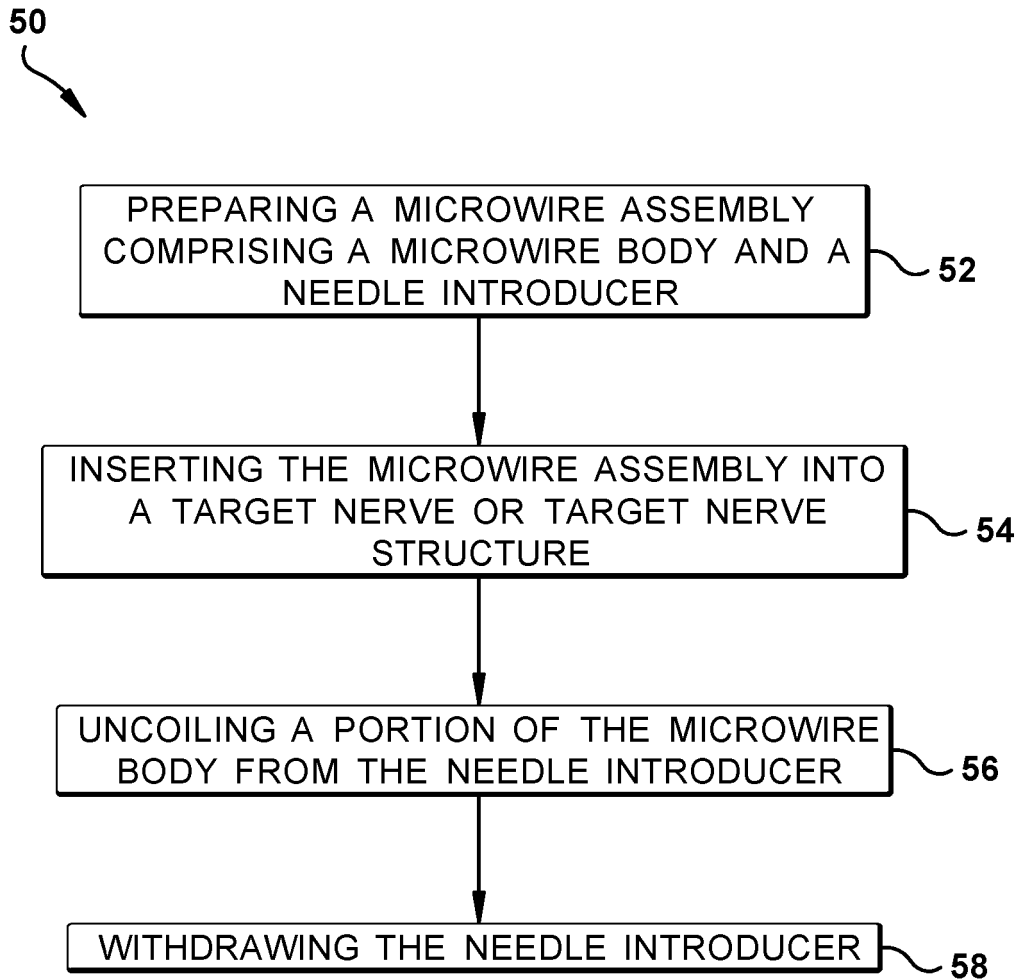 50
PREPARING A MICROWIRE ASSEMBLY
COMPRISING A MICROWIRE BODY AND A
NEEDLE INTRODUCER
52
INSERTING THE MICROWIRE ASSEMBLY INTO
A TARGET NERVE OR TARGET NERVE
STRUCTURE
54
UNCOILING A PORTION OF THE MICROWIRE
BODY FROM THE NEEDLE INTRODUCER
56
WITHDRAWING THE NEEDLE INTRODUCER
58